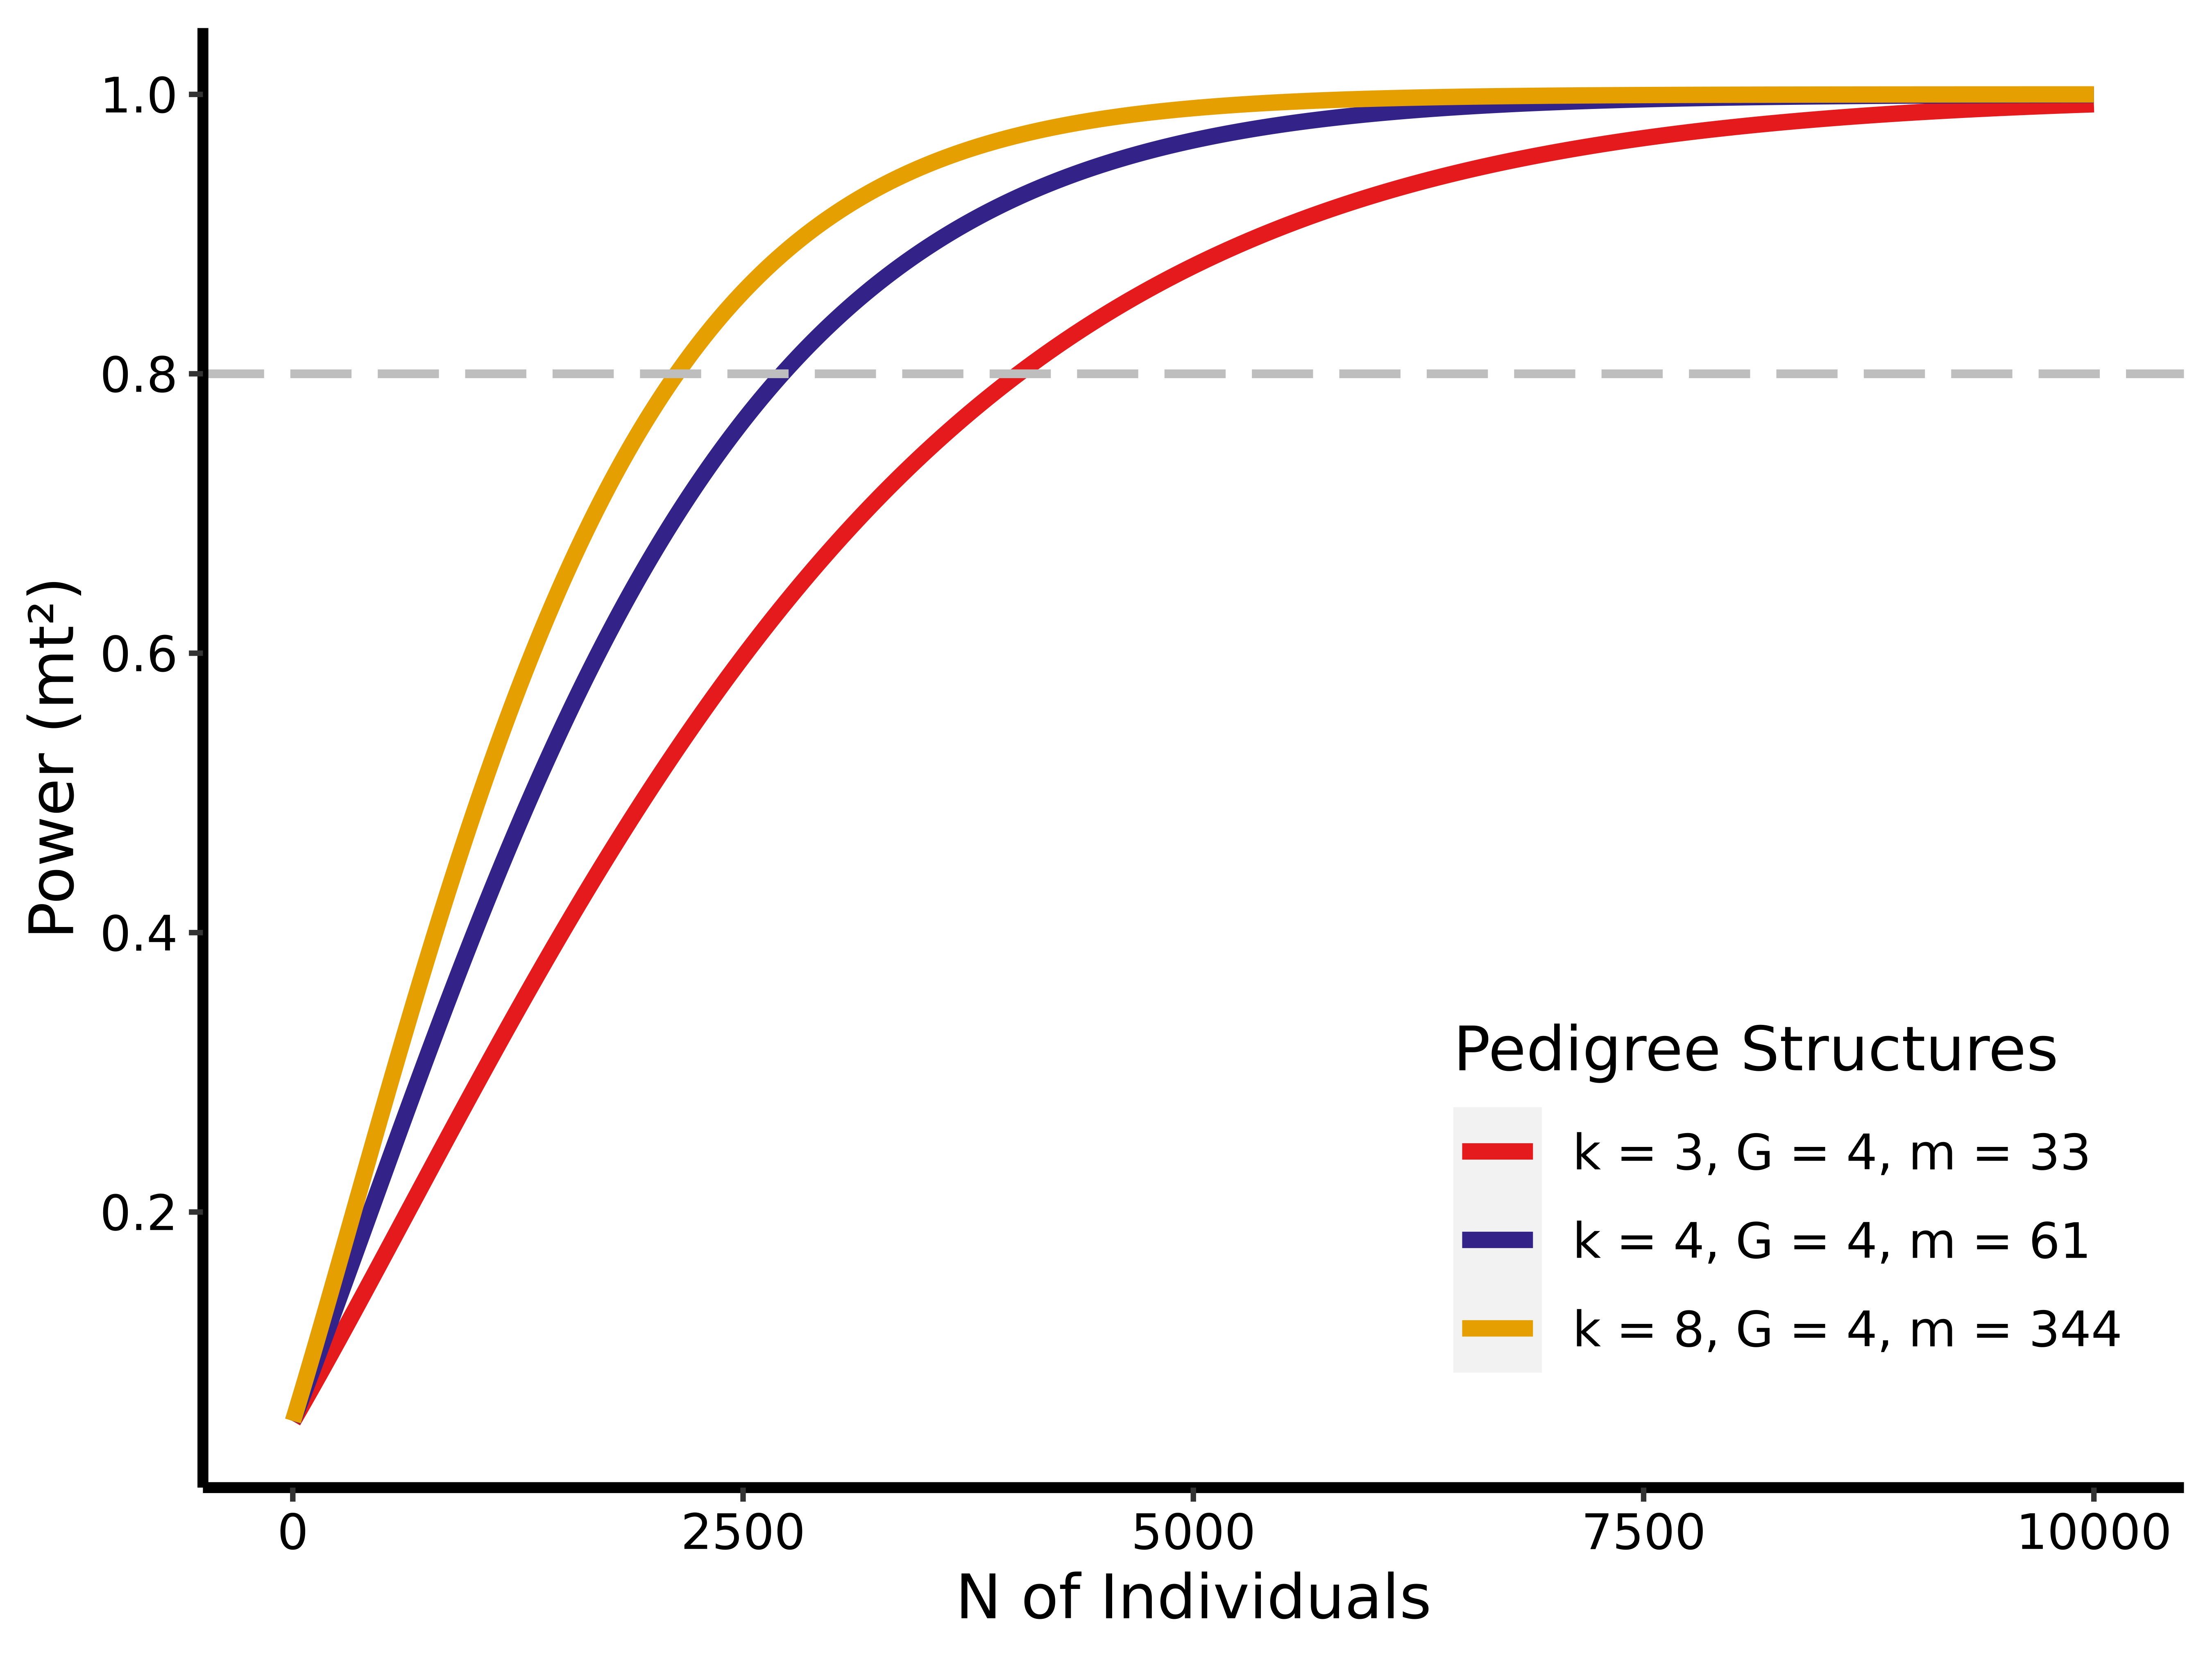 Power (mt²)
1.0
0.8
0.6
0.4
0.2
Pedigree Structures
k = 3, G = 4, m = 33
k = 4, G = 4, m = 61
k = 8, G = 4, m = 344
0 2500 5000 7500 10000
N of Individuals